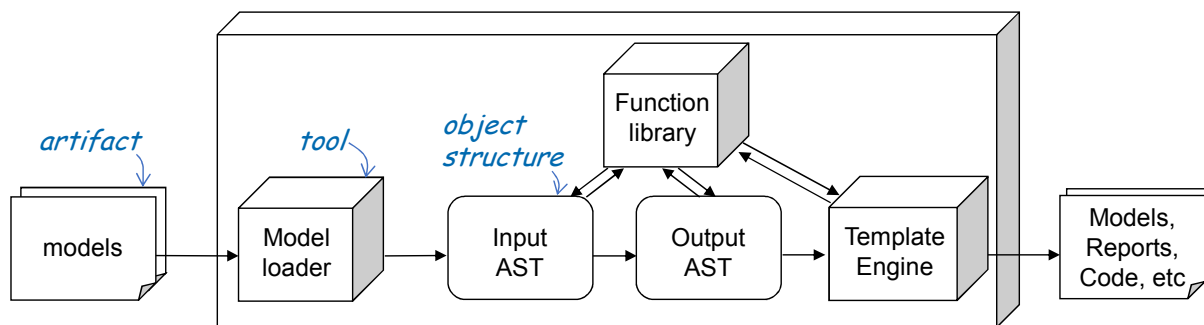 artifact
models
tool
Model
loader
object
structure
Input
AST
Function
library
Output
AST
Template
Engine
Models,
Reports,
Code, etc